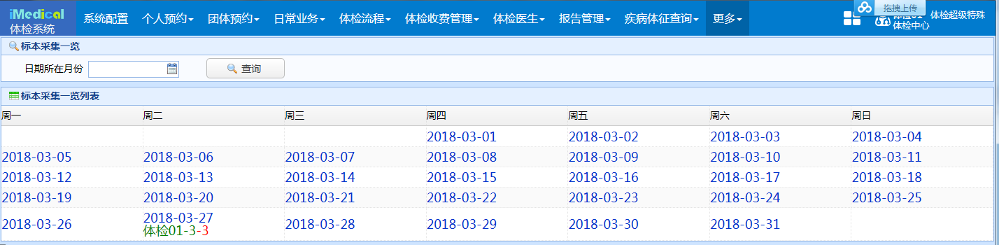 iMedical
体检系统
系统配置 个人预约 团体预约 日常业务 体检流程 体检收费管理 体检医生 报告管理 疾病体征查询 更多
拖拽上传
体检超级特殊
体检中心
标本采集一览
日期所在月份 查询
标本采集一览列表
周一 周二 周三 周四 周五 周六 周日
2018-03-01 2018-03-02 2018-03-03 2018-03-04
2018-03-05 2018-03-06 2018-03-07 2018-03-08 2018-03-09 2018-03-10 2018-03-11
2018-03-12 2018-03-13 2018-03-14 2018-03-15 2018-03-16 2018-03-17 2018-03-18
2018-03-19 2018-03-20 2018-03-21 2018-03-22 2018-03-23 2018-03-24 2018-03-25
2018-03-26 2018-03-27 2018-03-28 2018-03-29 2018-03-30 2018-03-31
体检01-3-3